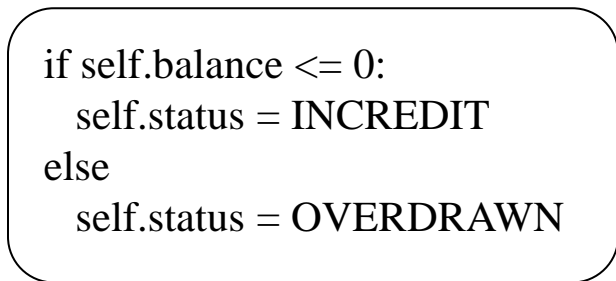 if self.balance <= 0:
  self.status = INCREDIT
else
  self.status = OVERDRAWN